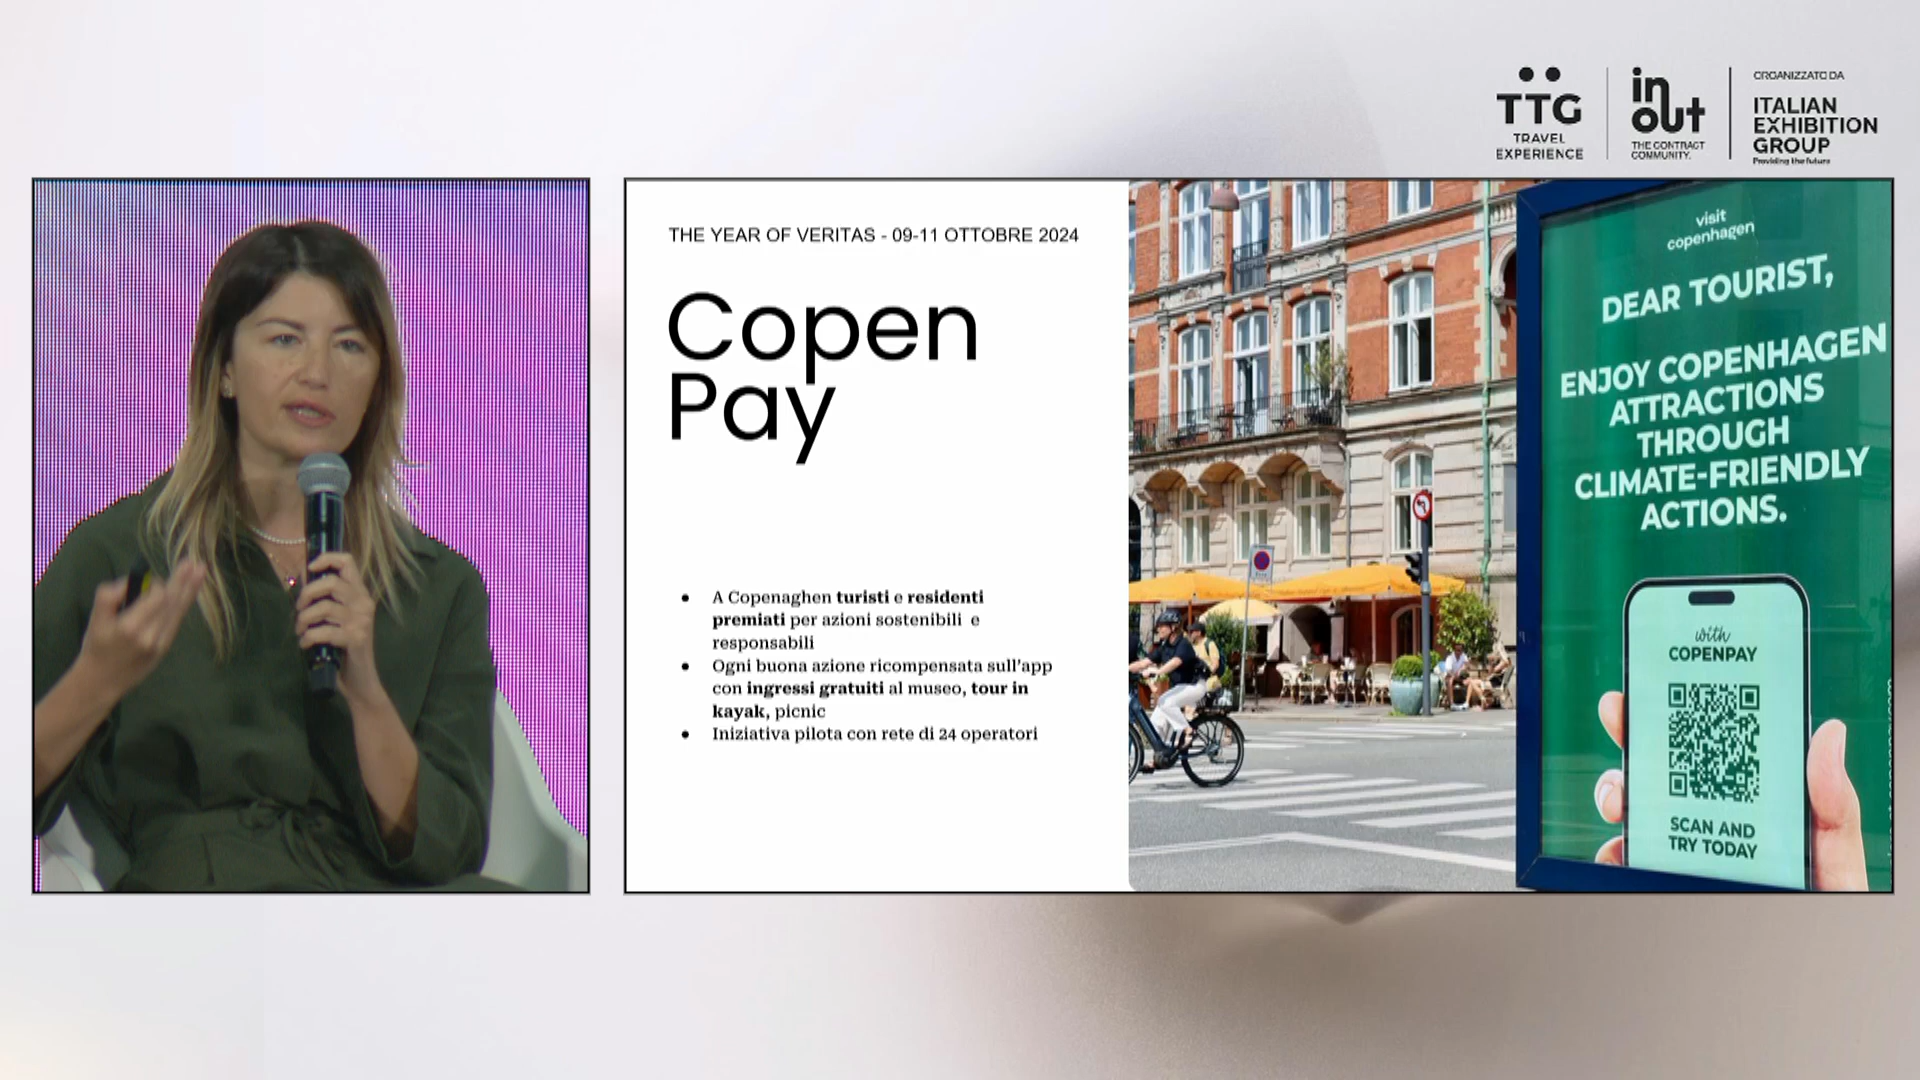 TTG
TRAVEL
EXPERIENCE
in
out
THE CONTRACT
COMMUNITY.
ORGANIZZATO DA
ITALIAN
EXHIBITION
GROUP
Providing the future
THE YEAR OF VERITAS - 09-11 OTTOBRE 2024
Copen
Pay
● A Copenaghen turisti e residenti
premiati per azioni sostenibili e
responsabili
● Ogni buona azione ricompensata sull'app
con ingressi gratuiti al museo, tour in
kayak, picnic
● Iniziativa pilota con rete di 24 operatori
visit
copenhagen
DEAR TOURIST,
ENJOY COPENHAGEN
ATTRACTIONS
THROUGH
CLIMATE-FRIENDLY
ACTIONS.
with
COPENPAY
SCAN AND
TRY TODAY